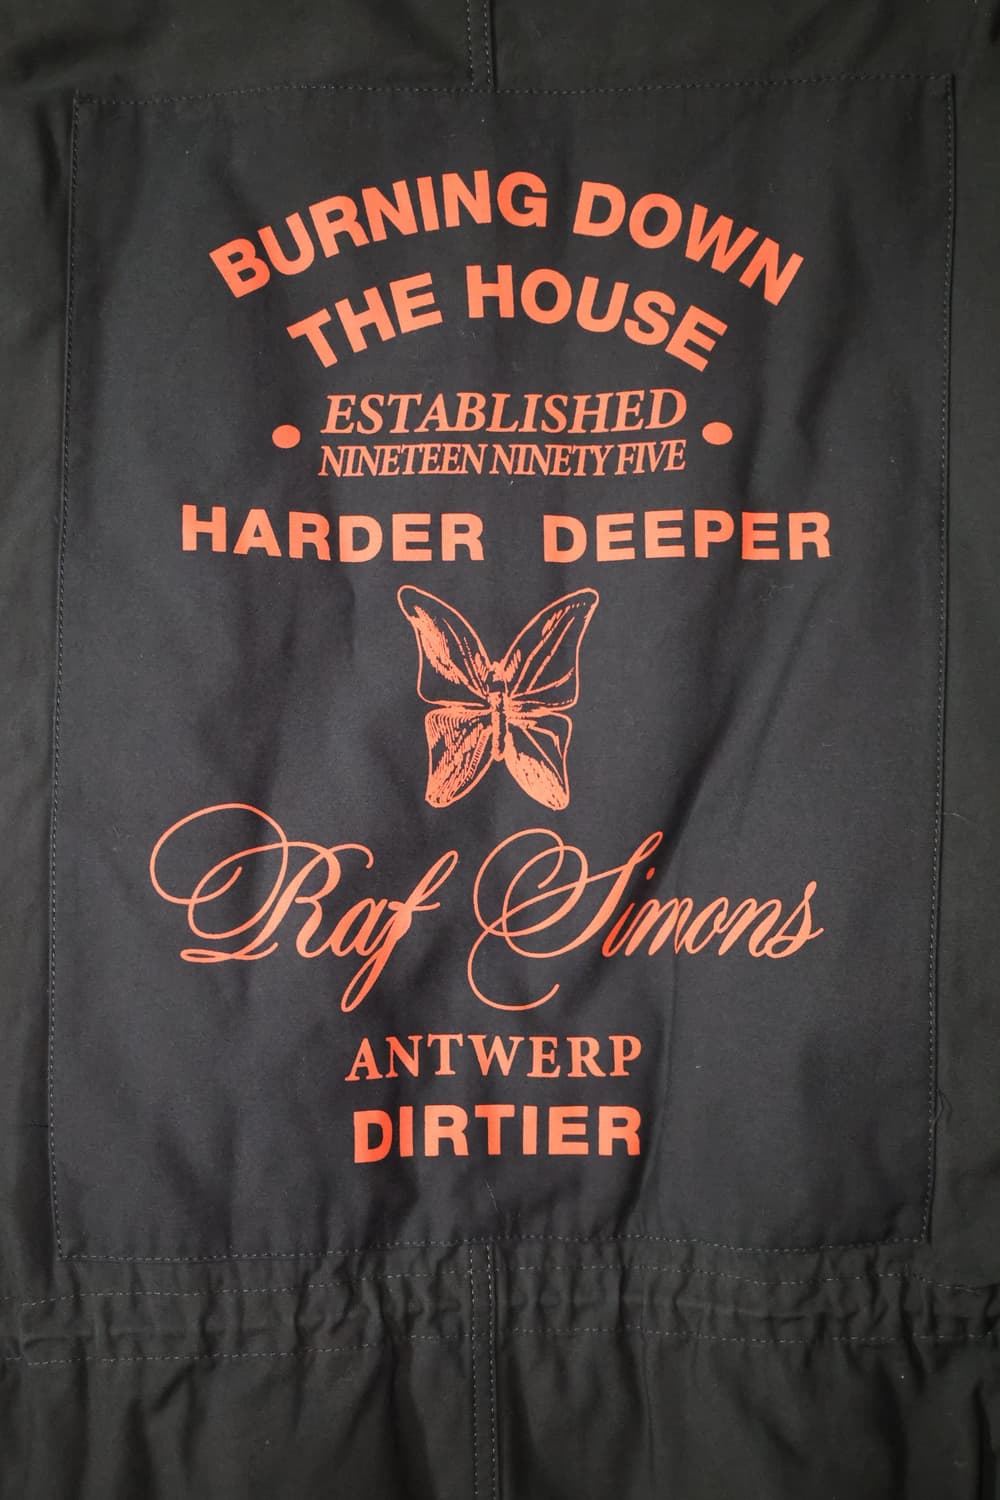 BURNING DOWN
THE HOUSE
ESTABLISHED
NINETEEN NINETY FIVE
HARDER DEEPER
Raf Simons
ANTWERP
DIRTIER